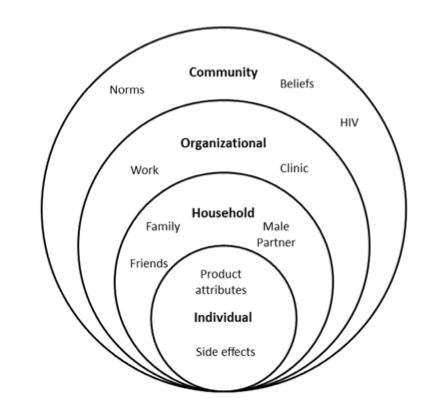 Community
Norms
Beliefs
HIV
Organizational
Work
Clinic
Household
Family
Male
Partner
Friends
Product
attributes
Individual
Side effects